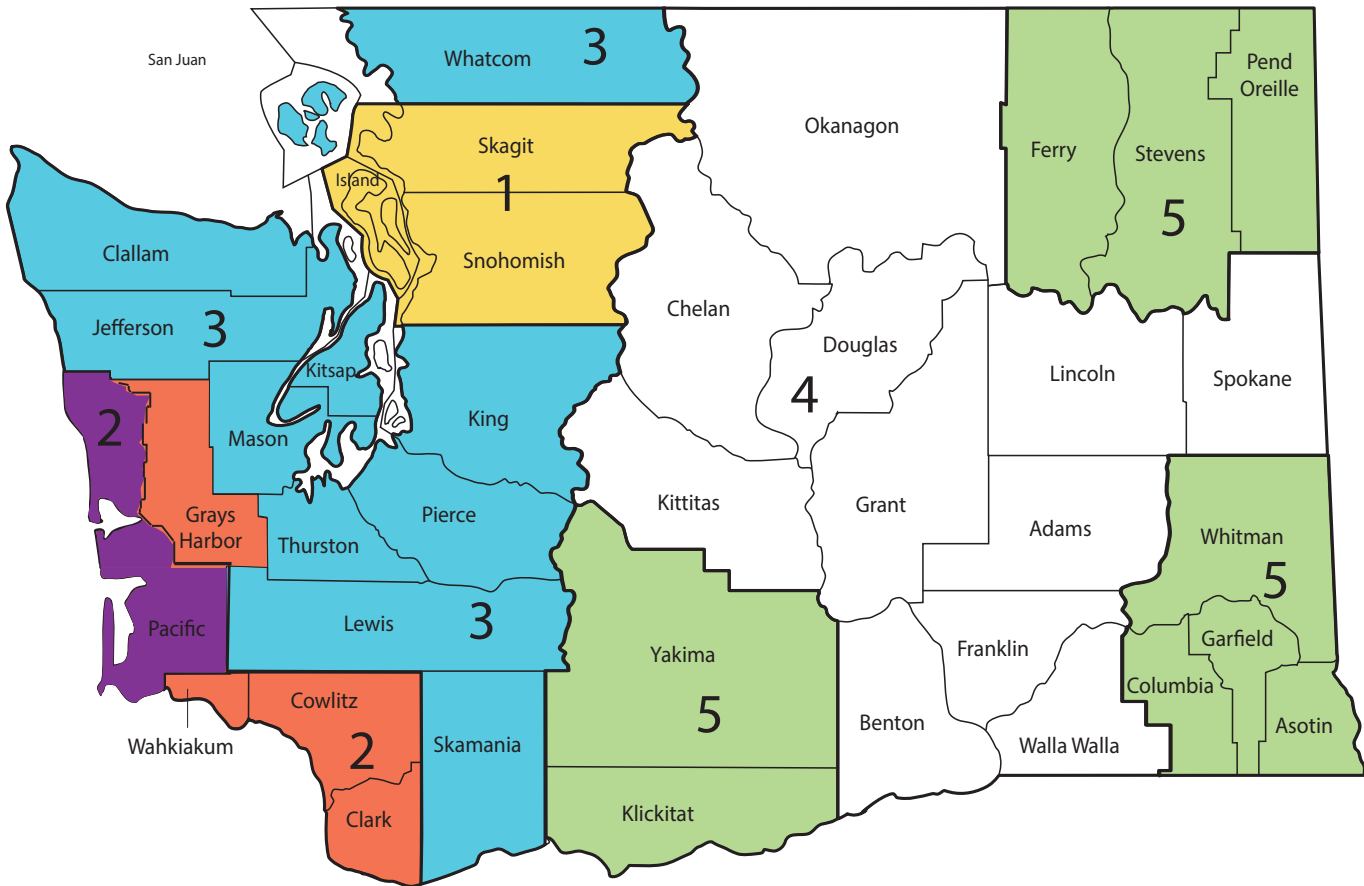 San Juan
Whatcom
3
Okanagon
Pend
Oreille
Ferry
Stevens
5
Skagit
Island
1
Snohomish
Clallam
Jefferson
3
Chelan
Douglas
4
Lincoln
Spokane
Kitsap
King
2
Mason
Kittitas
Grant
Grays
Harbor
Pierce
Thurston
Adams
Whitman
5
Pacific
Lewis
3
Yakima
5
Franklin
Garfield
Columbia
Asotin
Cowlitz
2
Wahkiakum
Skamania
Benton
Walla Walla
Clark
Klickitat